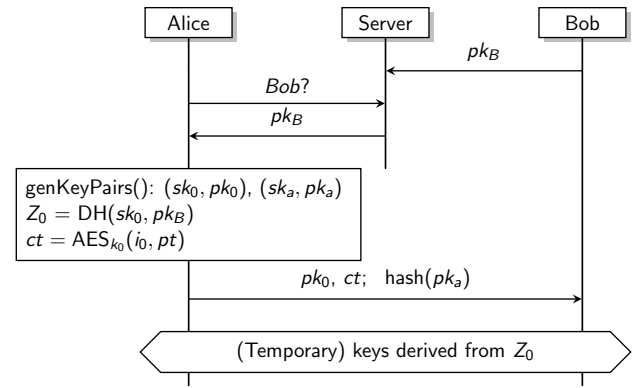 Alice Server Bob
pk_B
Bob?
pk_B
genKeyPairs(): (sk_0, pk_0), (sk_a, pk_a)
Z_0 = DH(sk_0, pk_B)
ct = AES_{k_0}(i_0, pt)
pk_0, ct; hash(pk_a)
(Temporary) keys derived from Z_0